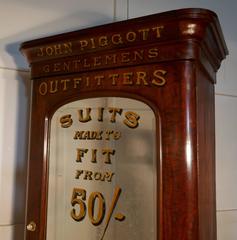 JOHN PIGGOTT
GENTLEMENS
OUTFITTERS
SUITS
MADE TO
FIT
FROM
50/-